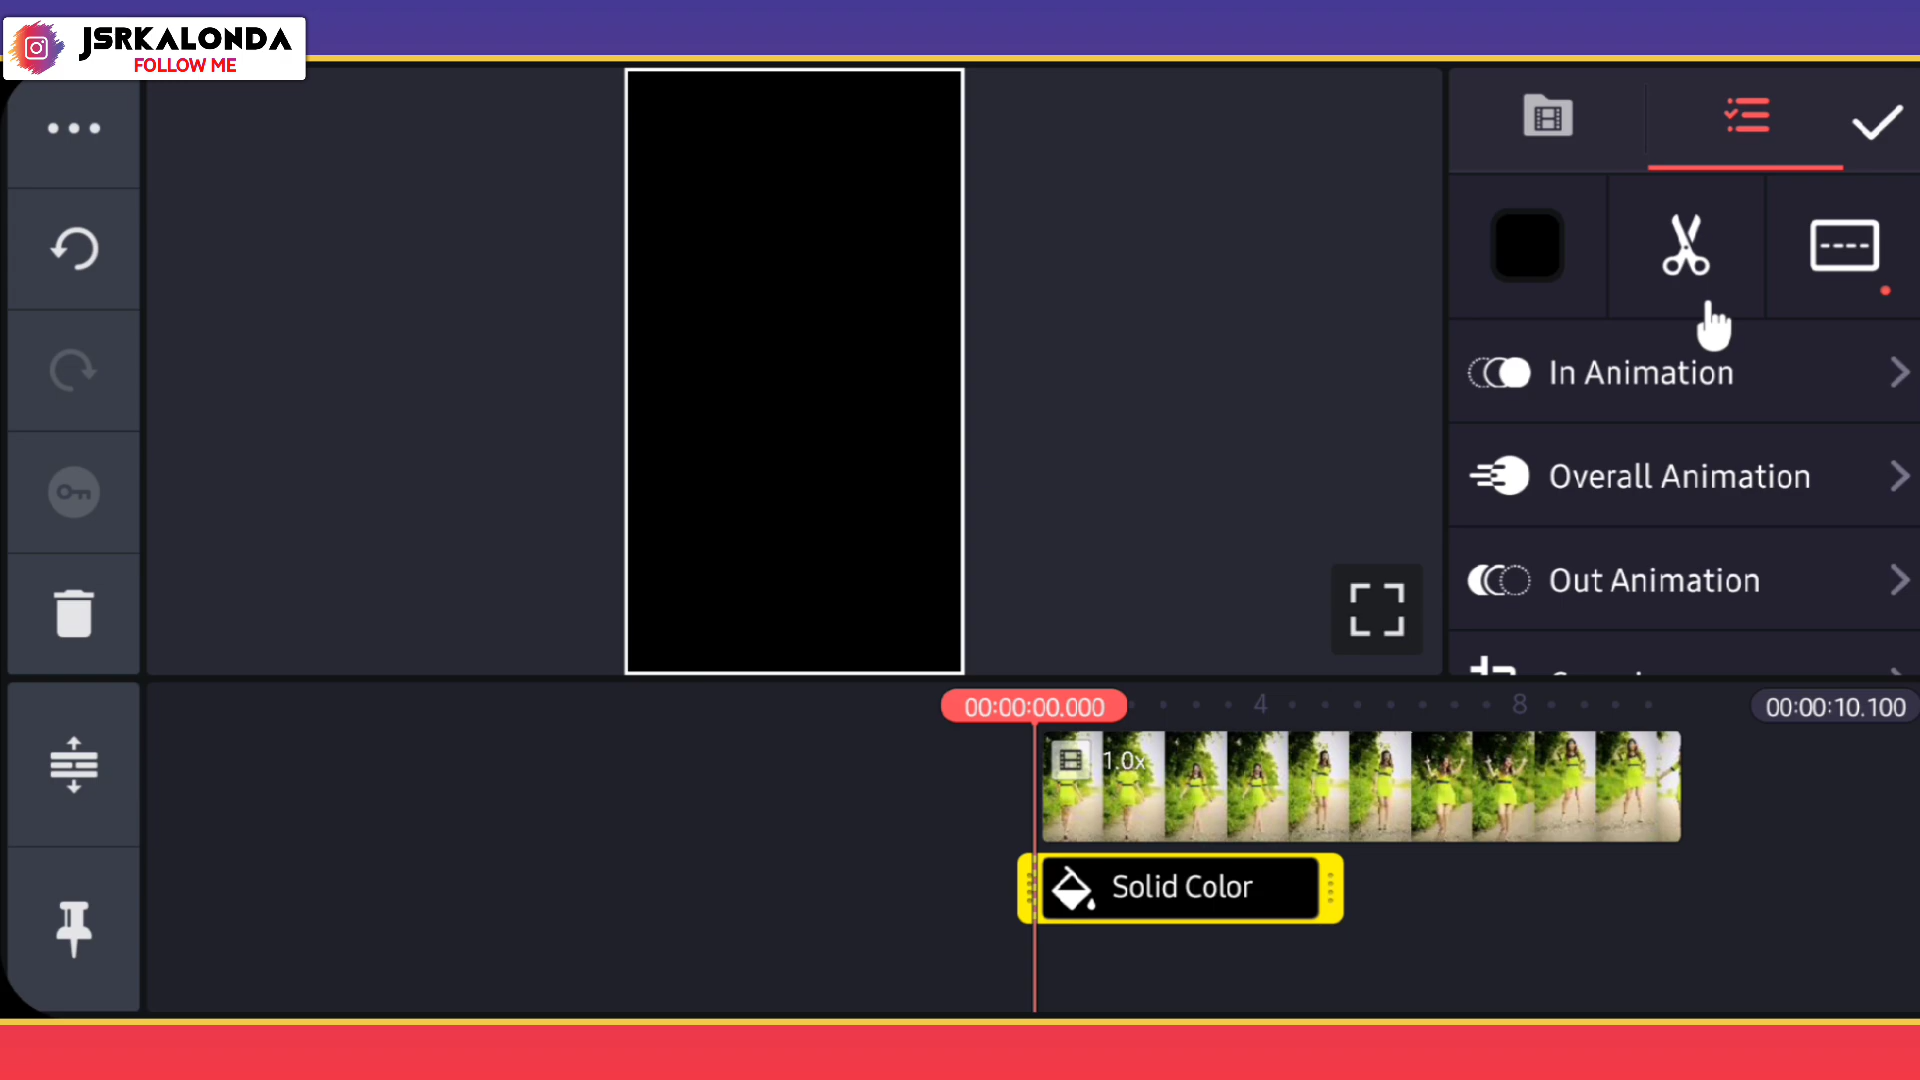 JSRKALONDA
FOLLOW ME
In Animation
Overall Animation
Out Animation
00:00:00.000
4
8
00:00:10.100
1.0x
Solid Color